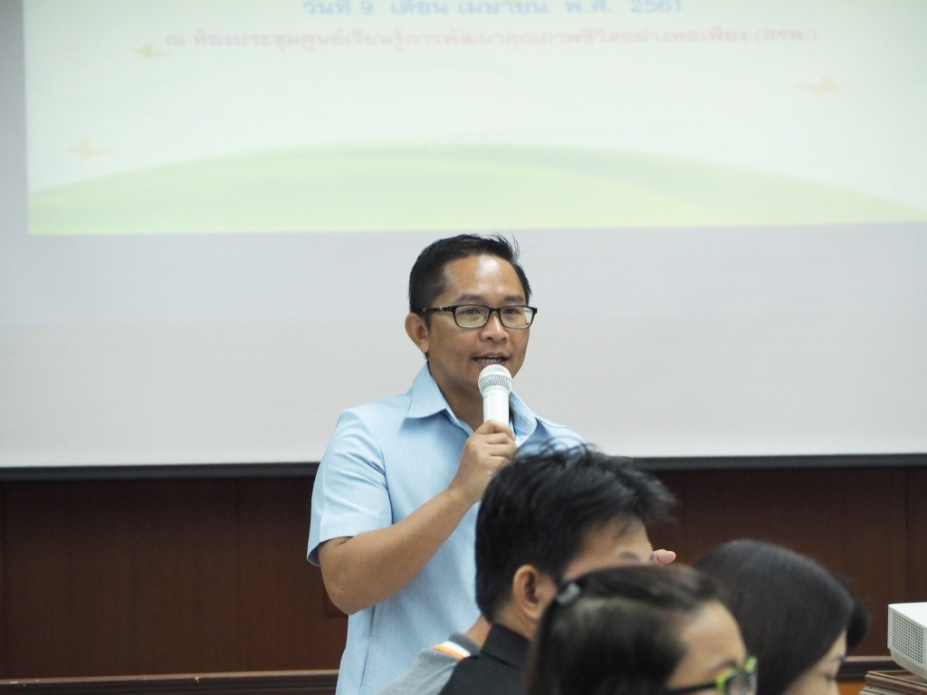 วันที่ 9 เดือน เมษายน พ.ศ. 2561
ณ ห้องประชุมศูนย์เรียนรู้การพัฒนาคุณภาพชีวิตอย่างพอเพียง (ศรพ.)